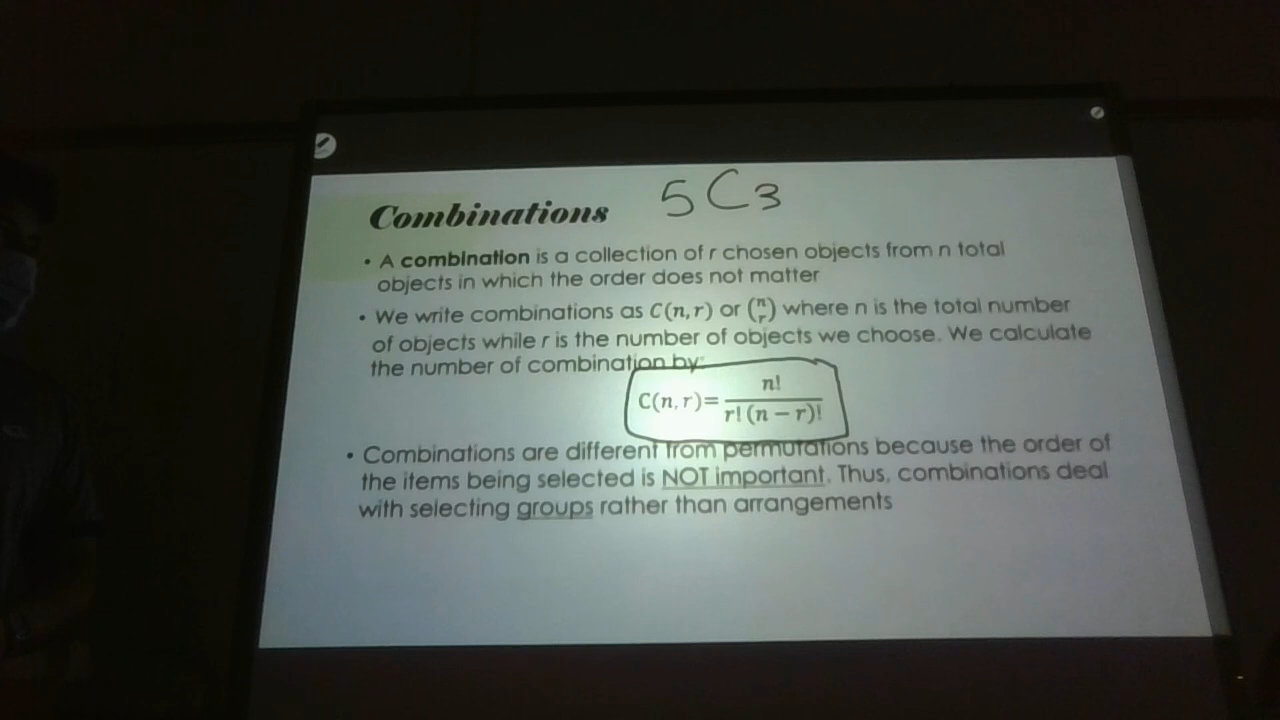 Combinations 5C3
• A combination is a collection of r chosen objects from n total
objects in which the order does not matter
• We write combinations as C(n, r) or (n r) where n is the total number
of objects while r is the number of objects we choose. We calculate
the number of combination by:
C(n, r)= n! / r! (n − r)!
• Combinations are different from permutations because the order of
the items being selected is NOT important. Thus, combinations deal
with selecting groups rather than arrangements